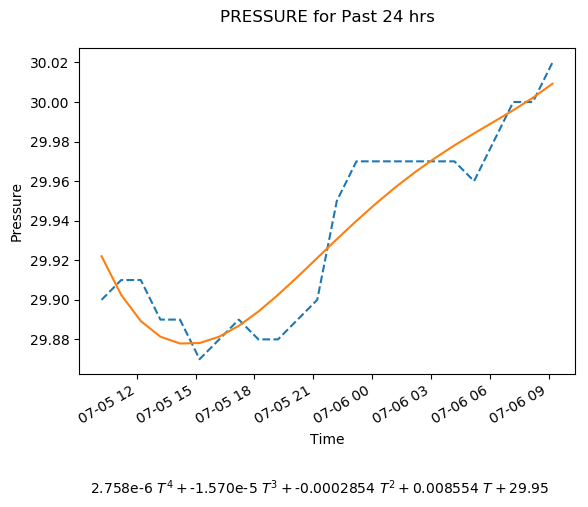 PRESSURE for Past 24 hrs
30.02
30.00
29.98
29.96
29.94
29.92
29.90
29.88
Pressure
07-05 12 07-05 15 07-05 18 07-05 21 07-06 00 07-06 03 07-06 06 07-06 09
Time
2.758e-6 T⁴ + -1.570e-5 T³ + -0.0002854 T² + 0.008554 T + 29.95